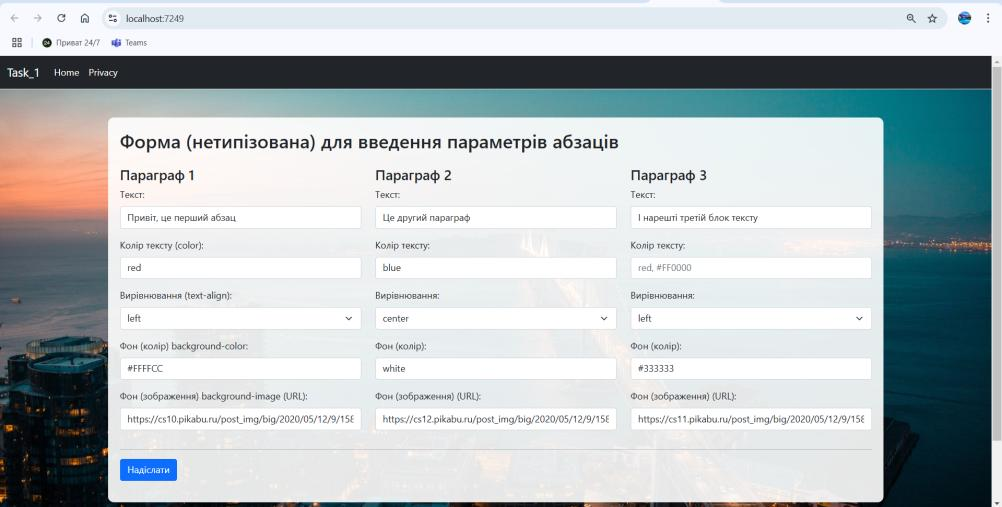 localhost:7249
24 Приват 24/7 Teams
Task_1 Home Privacy
Форма (нетипізована) для введення параметрів абзаців
Параграф 1
Текст:
Привіт, це перший абзац
Колір тексту (color):
red
Вирівнювання (text-align):
left
Фон (колір) background-color:
#FFFFCC
Фон (зображення) background-image (URL):
https://cs10.pikabu.ru/post_img/big/2020/05/12/9/158
Параграф 2
Текст:
Це другий параграф
Колір тексту:
blue
Вирівнювання:
center
Фон (колір):
white
Фон (зображення) (URL):
https://cs12.pikabu.ru/post_img/big/2020/05/12/9/158
Параграф 3
Текст:
І нарешті третій блок тексту
Колір тексту:
red, #FF0000
Вирівнювання:
left
Фон (колір):
#333333
Фон (зображення) (URL):
https://cs11.pikabu.ru/post_img/big/2020/05/12/9/158
Надіслати